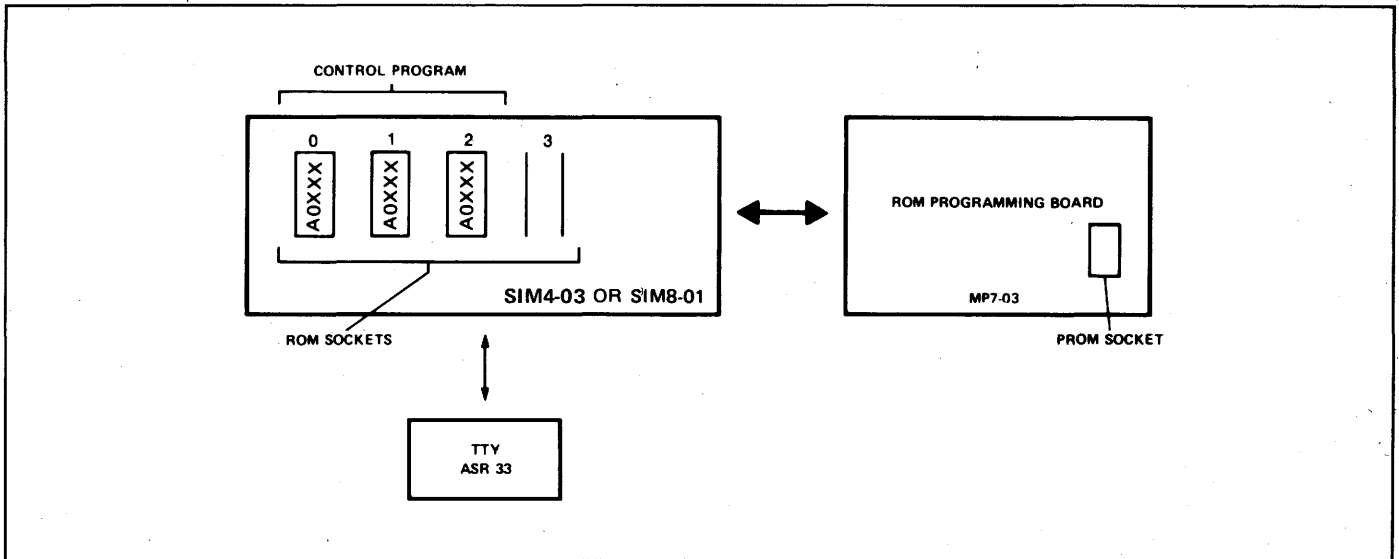 CONTROL PROGRAM
0 1 2 3
A0XXX A0XXX A0XXX
SIM4-03 OR SIM8-01
ROM SOCKETS
TTY
ASR 33
ROM PROGRAMMING BOARD
MP7-03
PROM SOCKET